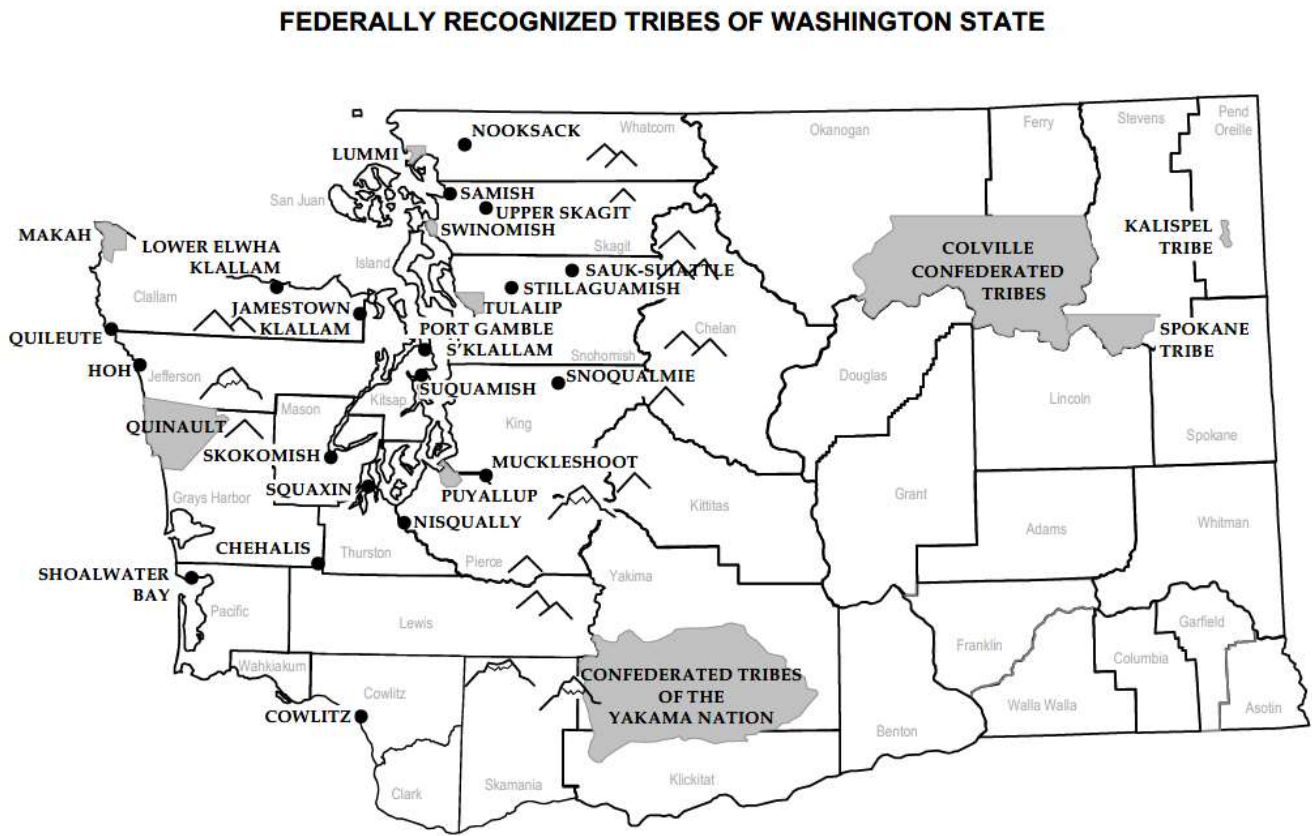 FEDERALLY RECOGNIZED TRIBES OF WASHINGTON STATE
NOOKSACK
Whatcom
Okanogan
Ferry
Stevens
Pend
Oreille
LUMMI
San Juan
SAMISH
UPPER SKAGIT
SWINOMISH
Skagit
MAKAH
LOWER ELWHA
KLALLAM
Island
Clallam
JAMESTOWN
KLALLAM
SAUK-SUIATTLE
STILLAGUAMISH
TULALIP
COLVILLE
CONFEDERATED
TRIBES
KALISPEL
TRIBE
QUILEUTE
PORT GAMBLE
S'KLALLAM
Snohomish
Chelan
SPOKANE
TRIBE
HOH
Jefferson
SUQUAMISH
SNOQUALMIE
Douglas
Lincoln
Mason
Kitsap
King
Spokane
QUINAULT
SKOKOMISH
SQUAXIN
MUCKLESHOOT
PUYALLUP
Grays Harbor
Kittitas
Grant
Adams
Whitman
NISQUALLY
CHEHALIS
Thurston
Pierce
Yakima
SHOALWATER
BAY
Pacific
Lewis
Franklin
Columbia
Garfield
Wahkiakum
Cowlitz
CONFEDERATED TRIBES
OF THE
YAKAMA NATION
COWLITZ
Walla Walla
Asotin
Benton
Clark
Skamania
Klickitat